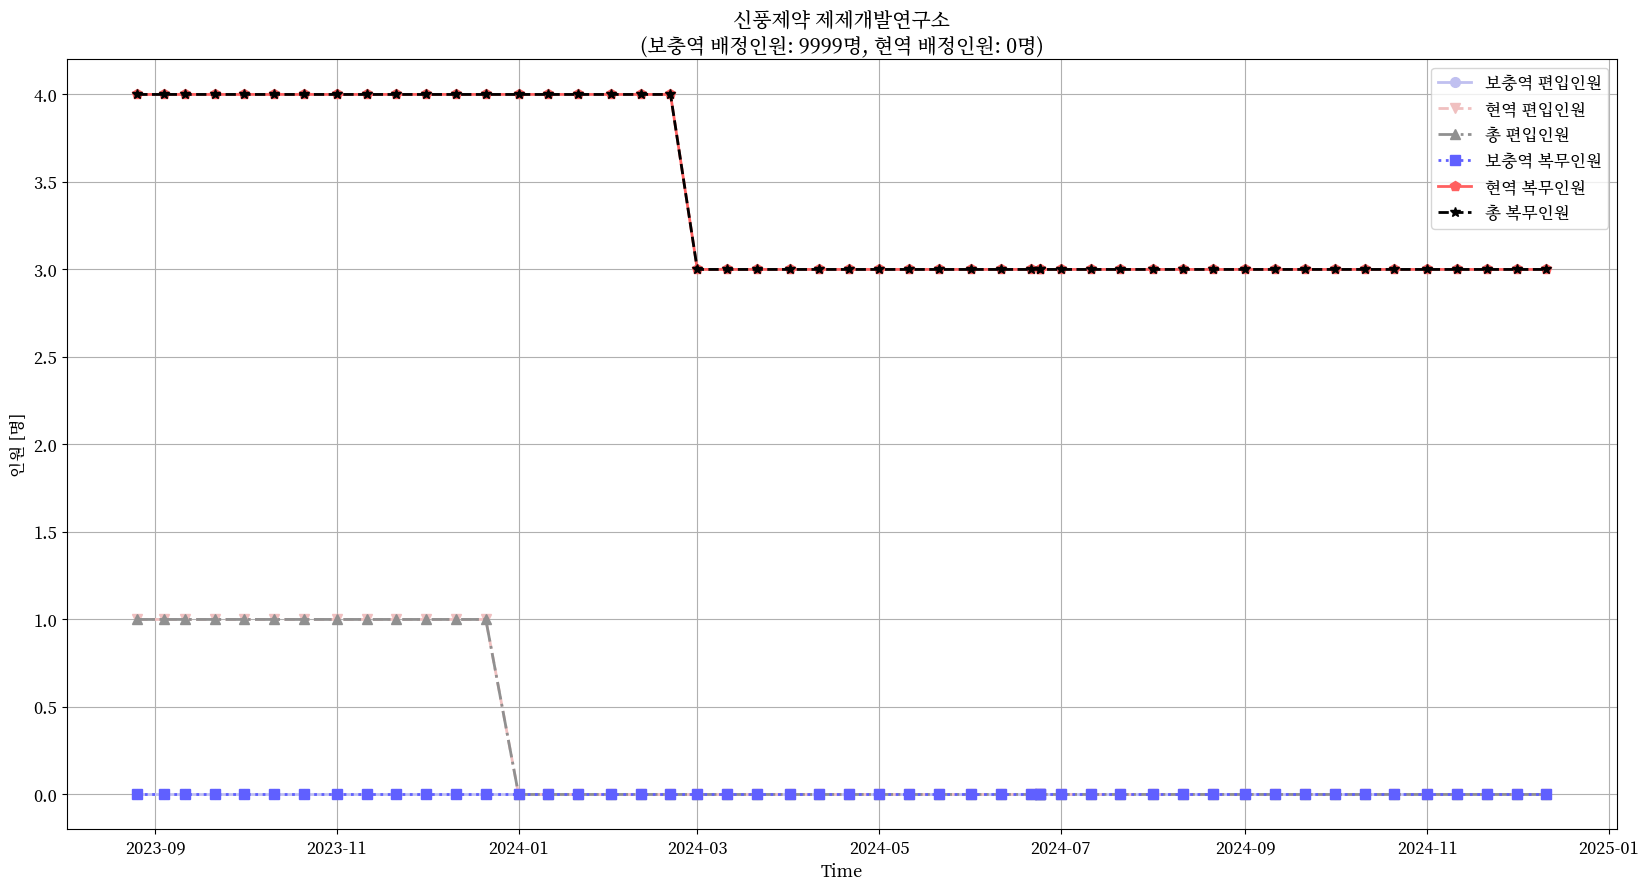 신풍제약 제제개발연구소
(보충역 배정인원: 9999명, 현역 배정인원: 0명)
보충역 편입인원
현역 편입인원
총 편입인원
보충역 복무인원
현역 복무인원
총 복무인원
4.0
3.5
3.0
2.5
2.0
1.5
1.0
0.5
0.0
인원 [명]
2023-09
2023-11
2024-01
2024-03
2024-05
2024-07
2024-09
2024-11
2025-01
Time